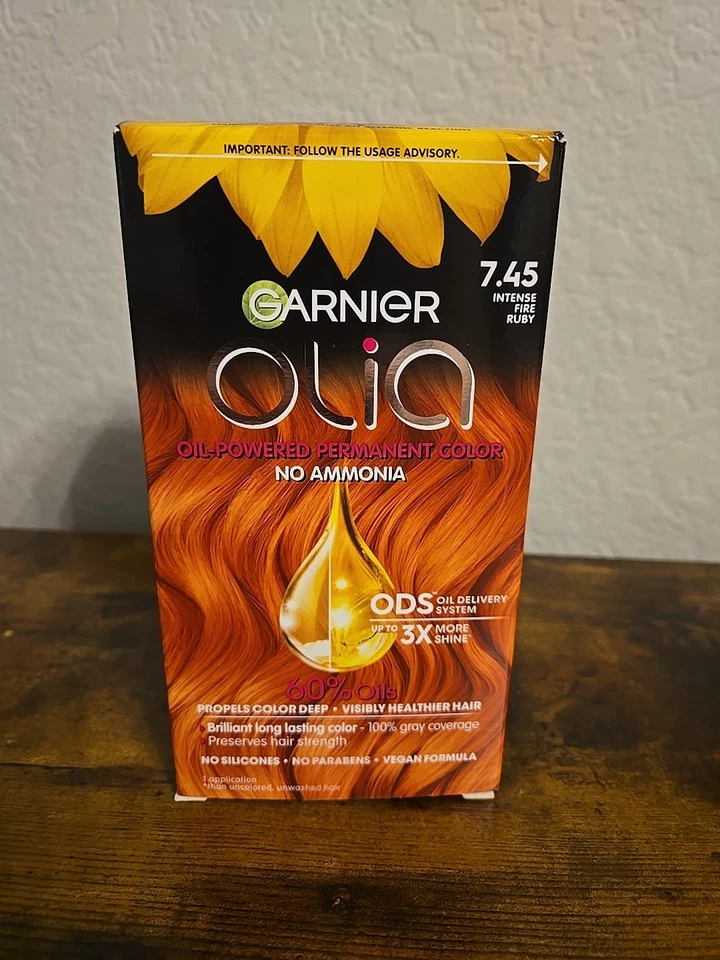 IMPORTANT: FOLLOW THE USAGE ADVISORY.
7.45
INTENSE
FIRE
RUBY
GARNIER
OLIA
OIL-POWERED PERMANENT COLOR
NO AMMONIA
ODS™ OIL DELIVERY SYSTEM
UP TO 3X MORE SHINE*
60% Oils
PROPELS COLOR DEEP • VISIBLY HEALTHIER HAIR
Brilliant long lasting color - 100% gray coverage
Preserves hair strength
NO SILICONES • NO PARABENS • VEGAN FORMULA
1 application
*than uncolored, unwashed hair